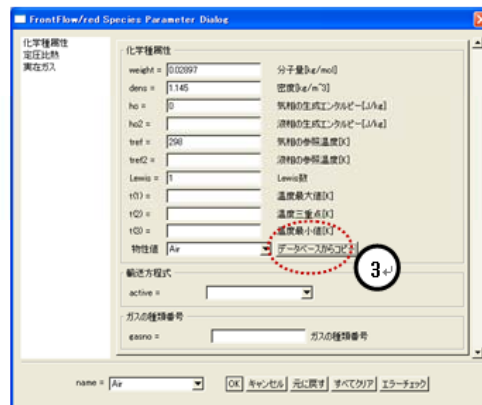 FrontFlow/red Species Parameter Dialog
化学種属性
定圧比熱
実在ガス
化学種属性
weight = 0.02897 分子量[kg/mol]
dens = 1.145 密度[kg/m^3]
ho = 0 気相の生成エンタルピー[J/kg]
ho2 = 液相の生成エンタルピー[J/kg]
tref = 298 気相の参照温度[K]
tref2 = 液相の参照温度[K]
Lewis = 1 Lewis数
t(1) = 温度最大値[K]
t(2) = 温度三重点[K]
t(3) = 温度最小値[K]
物性値 Air データベースからコピー
3
輸送方程式
active =
ガスの種類番号
gasno = ガスの種類番号
name = Air OK キャンセル 元に戻す すべてクリア エラーチェック